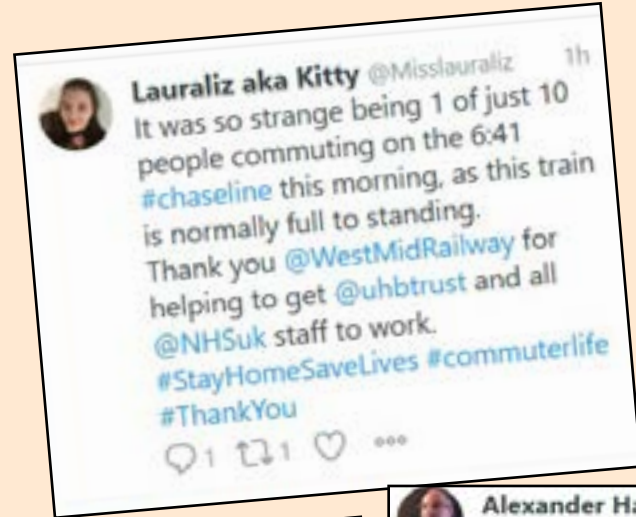 Lauraliz aka Kitty @Misslauraliz 1h
It was so strange being 1 of just 10
people commuting on the 6:41
#chaseline this morning, as this train
is normally full to standing.
Thank you @WestMidRailway for
helping to get @uhbtrust and all
@NHSuk staff to work.
#StayHomeSaveLives #commuterlife
#ThankYou
1 1
Alexander Ha